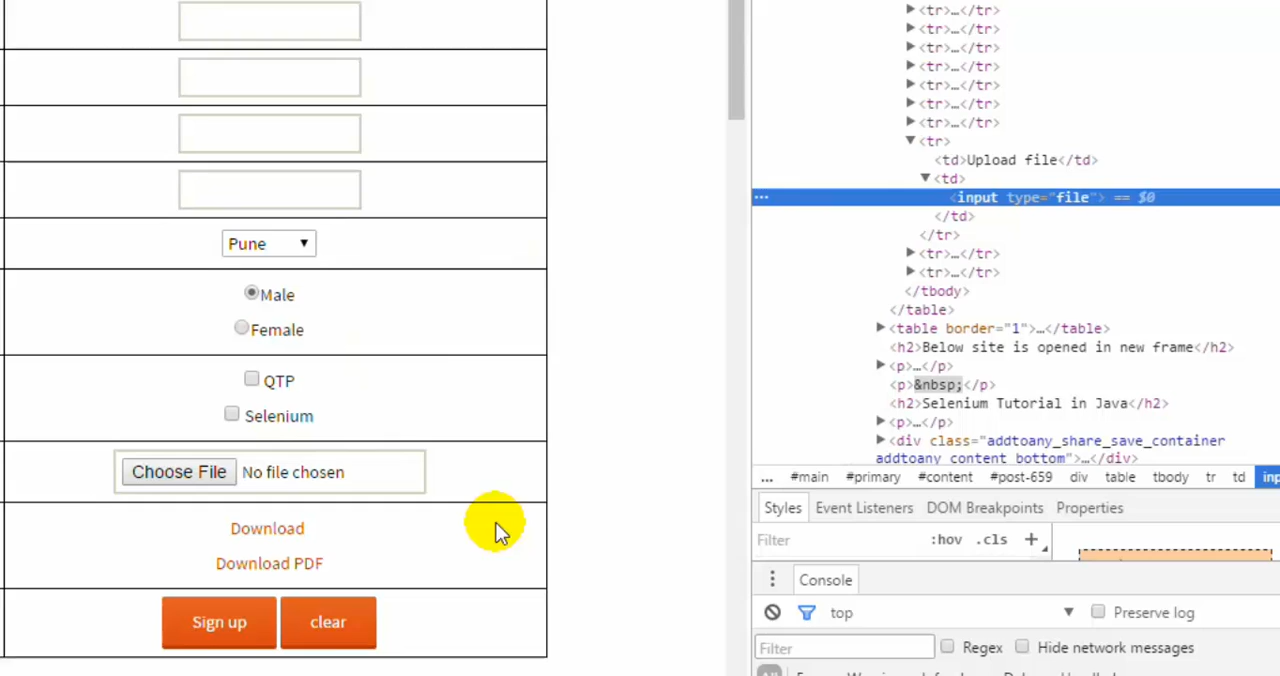 Pune
Male
Female
QTP
Selenium
Choose File No file chosen
Download
Download PDF
Sign up clear
<tr>…</tr>
<tr>…</tr>
<tr>…</tr>
<tr>…</tr>
<tr>…</tr>
<tr>…</tr>
<tr>…</tr>
<tr>
<td>Upload file</td>
<td>
... <input type="file"> == $0
</td>
</tr>
<tr>…</tr>
<tr>…</tr>
</tbody>
</table>
<table border="1">…</table>
<h2>Below site is opened in new frame</h2>
<p>…</p>
<p>&nbsp;</p>
<h2>Selenium Tutorial in Java</h2>
<p>…</p>
<div class="addtoany_share_save_container
addtoany_content_bottom">…</div>
... #main #primary #content #post-659 div table tbody tr td
Styles Event Listeners DOM Breakpoints Properties
Filter :hov .cls +
Console
top Preserve log
Filter Regex Hide network messages